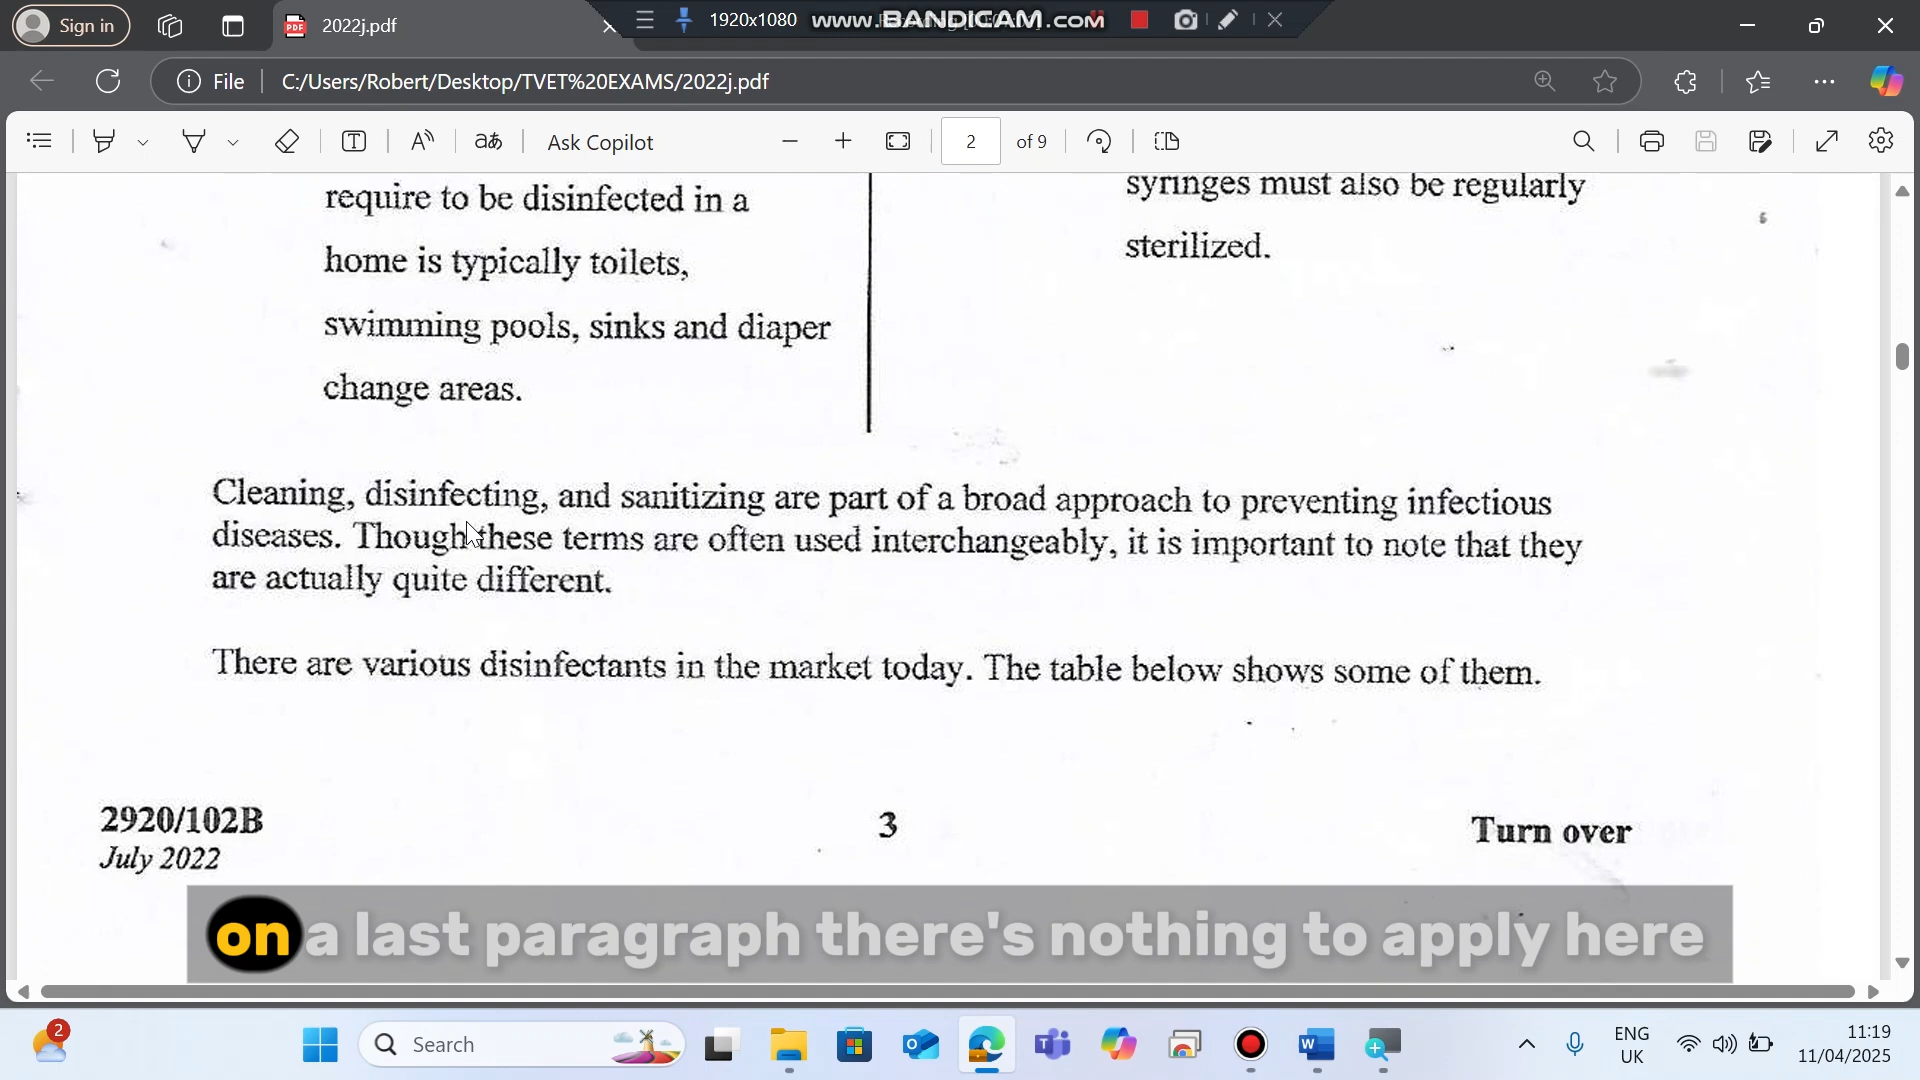 Sign in
2022j.pdf
1920x1080
www.BANDICAM.com
File
C:/Users/Robert/Desktop/TVET%20EXAMS/2022j.pdf
Ask Copilot
2
of 9
require to be disinfected in a
home is typically toilets,
swimming pools, sinks and diaper
change areas.
syringes must also be regularly
sterilized.
Cleaning, disinfecting, and sanitizing are part of a broad approach to preventing infectious
diseases. Though these terms are often used interchangeably, it is important to note that they
are actually quite different.
There are various disinfectants in the market today. The table below shows some of them.
2920/102B
July 2022
3
Turn over
on a last paragraph there's nothing to apply here
2
Search
ENG
UK
11:19
11/04/2025